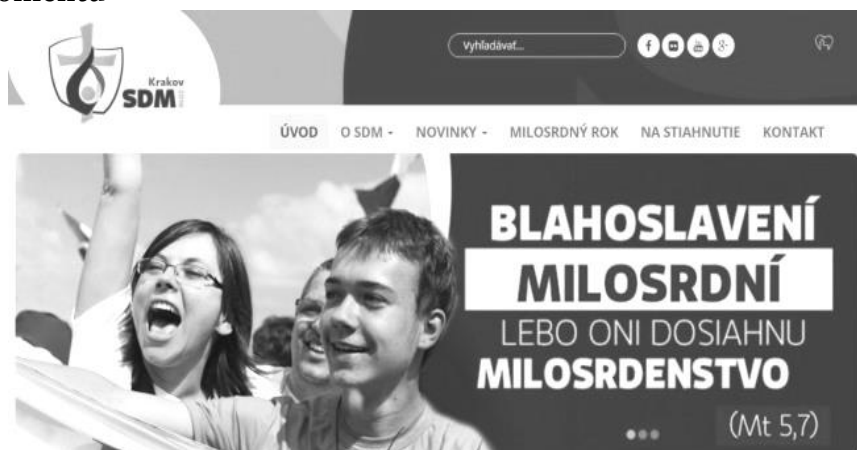 Vyhľadávať...
Krakov
SDM
ÚVOD O SDM NOVINKY MILOSRDNÝ ROK NA STIAHNUTIE KONTAKT
BLAHOSLAVENÍ
MILOSRDNÍ
LEBO ONI DOSIAHNU
MILOSRDENSTVO
(Mt 5,7)